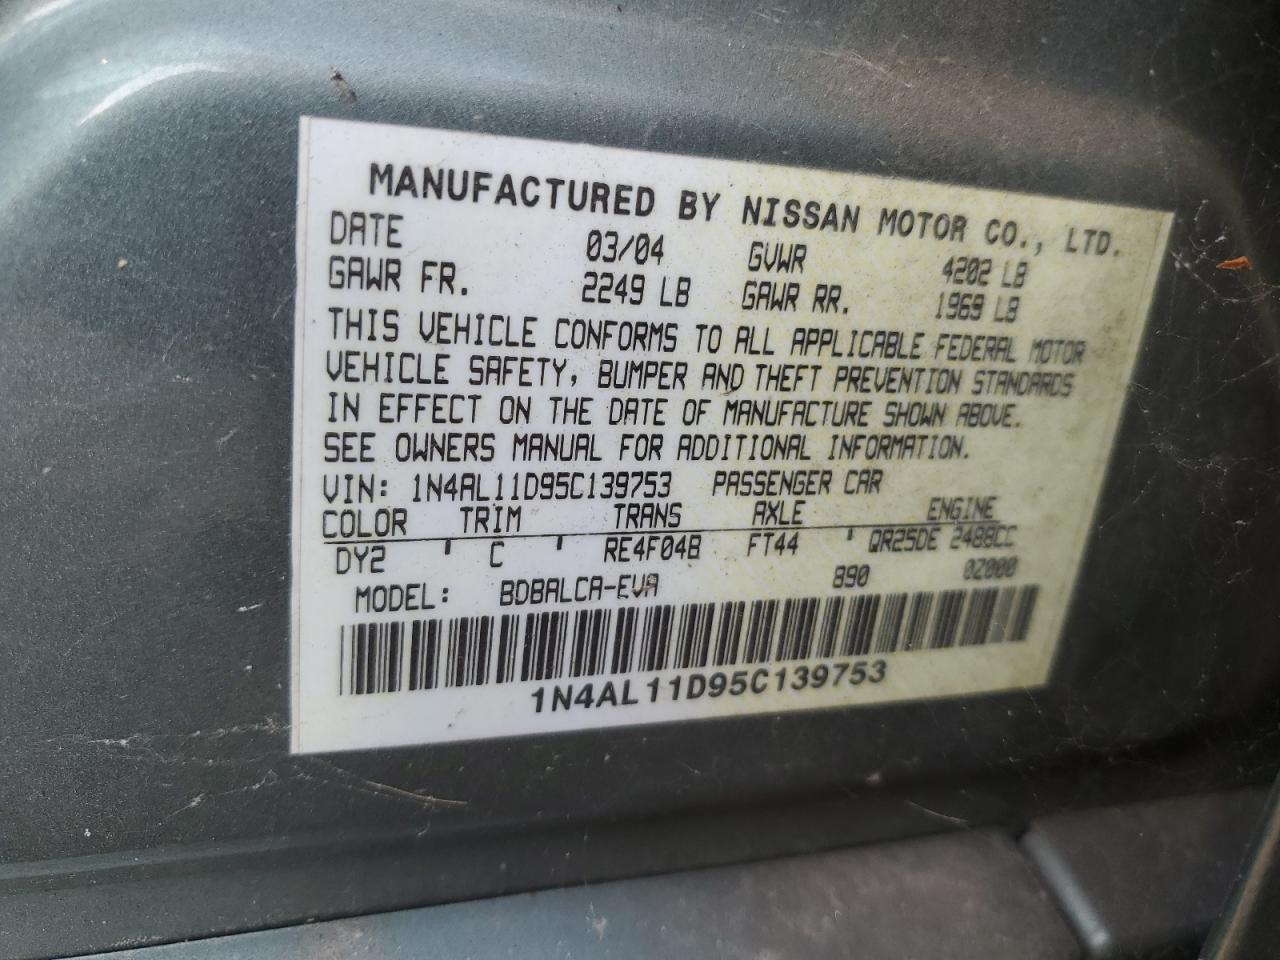 MANUFACTURED BY NISSAN MOTOR CO., LTD.
DATE 03/04 GVWR 4202 LB
GAWR FR. 2249 LB GAWR RR. 1969 LB
THIS VEHICLE CONFORMS TO ALL APPLICABLE FEDERAL MOTOR
VEHICLE SAFETY, BUMPER AND THEFT PREVENTION STANDARDS
IN EFFECT ON THE DATE OF MANUFACTURE SHOWN ABOVE.
SEE OWNERS MANUAL FOR ADDITIONAL INFORMATION.
VIN: 1N4AL11D95C139753 PASSENGER CAR
COLOR TRIM TRANS AXLE ENGINE
DY2 ' C ' RE4F04B FT44 ' QR25DE 2488CC
MODEL: BDBALCA-EVA 890 0Z000
1N4AL11D95C139753